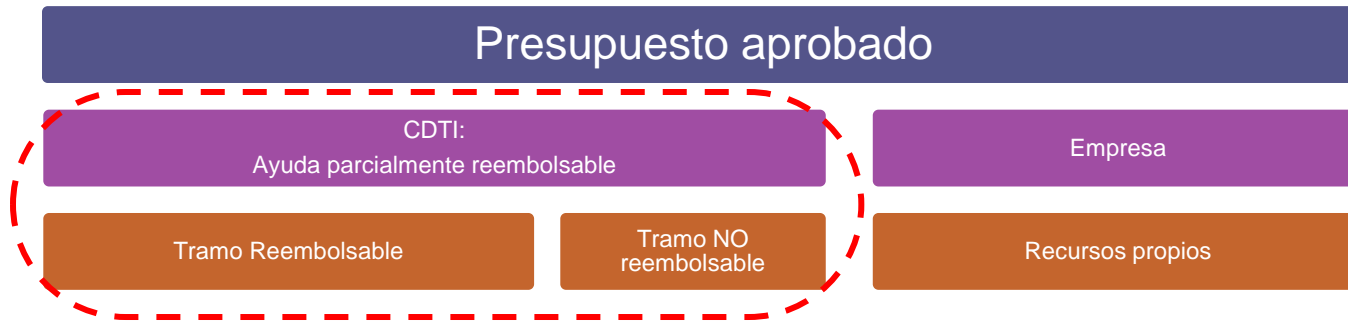 Presupuesto aprobado
CDTI:
Ayuda parcialmente reembolsable
Empresa
Tramo Reembolsable
Tramo NO
reembolsable
Recursos propios